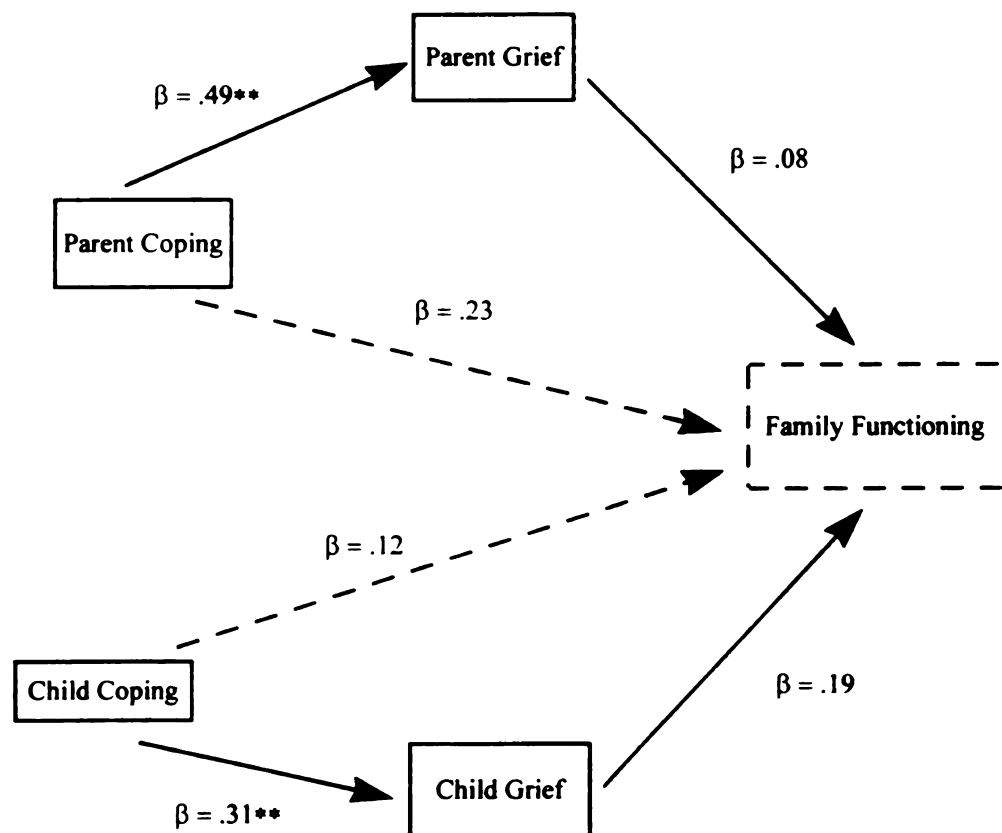 Parent Grief
β = .49**
β = .08
Parent Coping
β = .23
Family Functioning
β = .12
Child Coping
β = .19
Child Grief
β = .31**